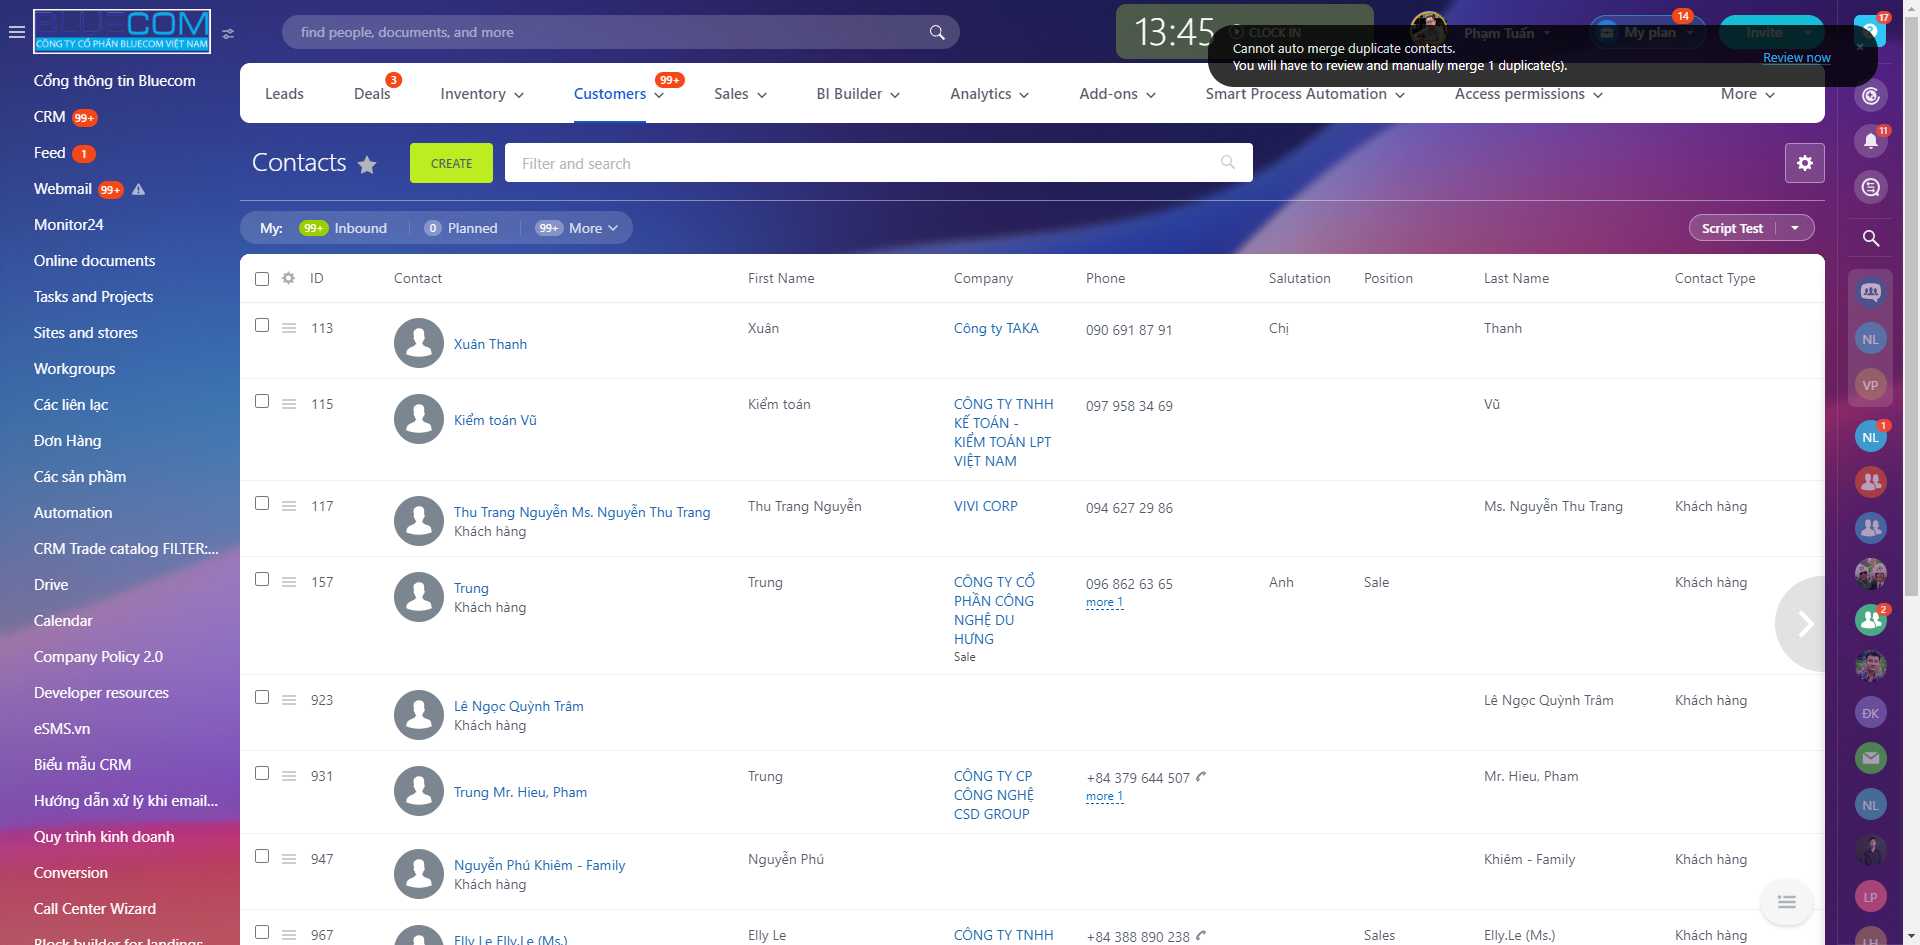 BLUECOM
CÔNG TY CỔ PHẦN BLUECOM VIỆT NAM
find people, documents, and more
13:45
CLOCK IN
Phạm Tuấn
My plan
14
Invite
17
Cannot auto merge duplicate contacts.
You will have to review and manually merge 1 duplicate(s).
Review now
Cổng thông tin Bluecom
CRM 99+
Feed 1
Webmail 99+
Monitor24
Online documents
Tasks and Projects
Sites and stores
Workgroups
Các liên lạc
Đơn Hàng
Các sản phầm
Automation
CRM Trade catalog FILTER:...
Drive
Calendar
Company Policy 2.0
Developer resources
eSMS.vn
Biểu mẫu CRM
Hướng dẫn xử lý khi email...
Quy trình kinh doanh
Conversion
Call Center Wizard
Block builder for landings
Leads
Deals 3
Inventory
Customers 99+
Sales
BI Builder
Analytics
Add-ons
Smart Process Automation
Access permissions
More
Contacts
CREATE
Filter and search
My: 99+ Inbound 0 Planned 99+ More
Script Test
ID Contact First Name Company Phone Salutation Position Last Name Contact Type
113 Xuân Thanh Xuân Công ty TAKA 090 691 87 91 Chị Thanh
115 Kiểm toán Vũ Kiểm toán CÔNG TY TNHH 097 958 34 69 Vũ
KẾ TOÁN -
KIỂM TOÁN LPT
VIỆT NAM
117 Thu Trang Nguyễn Ms. Nguyễn Thu Trang Thu Trang Nguyễn VIVI CORP 094 627 29 86 Ms. Nguyễn Thu Trang Khách hàng
Khách hàng
157 Trung Trung CÔNG TY CỔ 096 862 63 65 Anh Sale Khách hàng
Khách hàng PHẦN CÔNG more 1
NGHỆ DU
HƯNG
Sale
923 Lê Ngọc Quỳnh Trâm Lê Ngọc Quỳnh Trâm Khách hàng
Khách hàng
931 Trung Mr. Hieu, Pham Trung CÔNG TY CP +84 379 644 507 Mr. Hieu, Pham
CÔNG NGHỆ more 1
CSD GROUP
947 Nguyễn Phú Khiêm - Family Nguyễn Phú Khiêm - Family Khách hàng
Khách hàng
967 Elly Le Elly.Le (Ms.) Elly Le CÔNG TY TNHH +84 388 890 238 Sales Elly.Le (Ms.) Khách hàng
11
NL
VP
NL 1
2
ĐK
NL
LP
LH